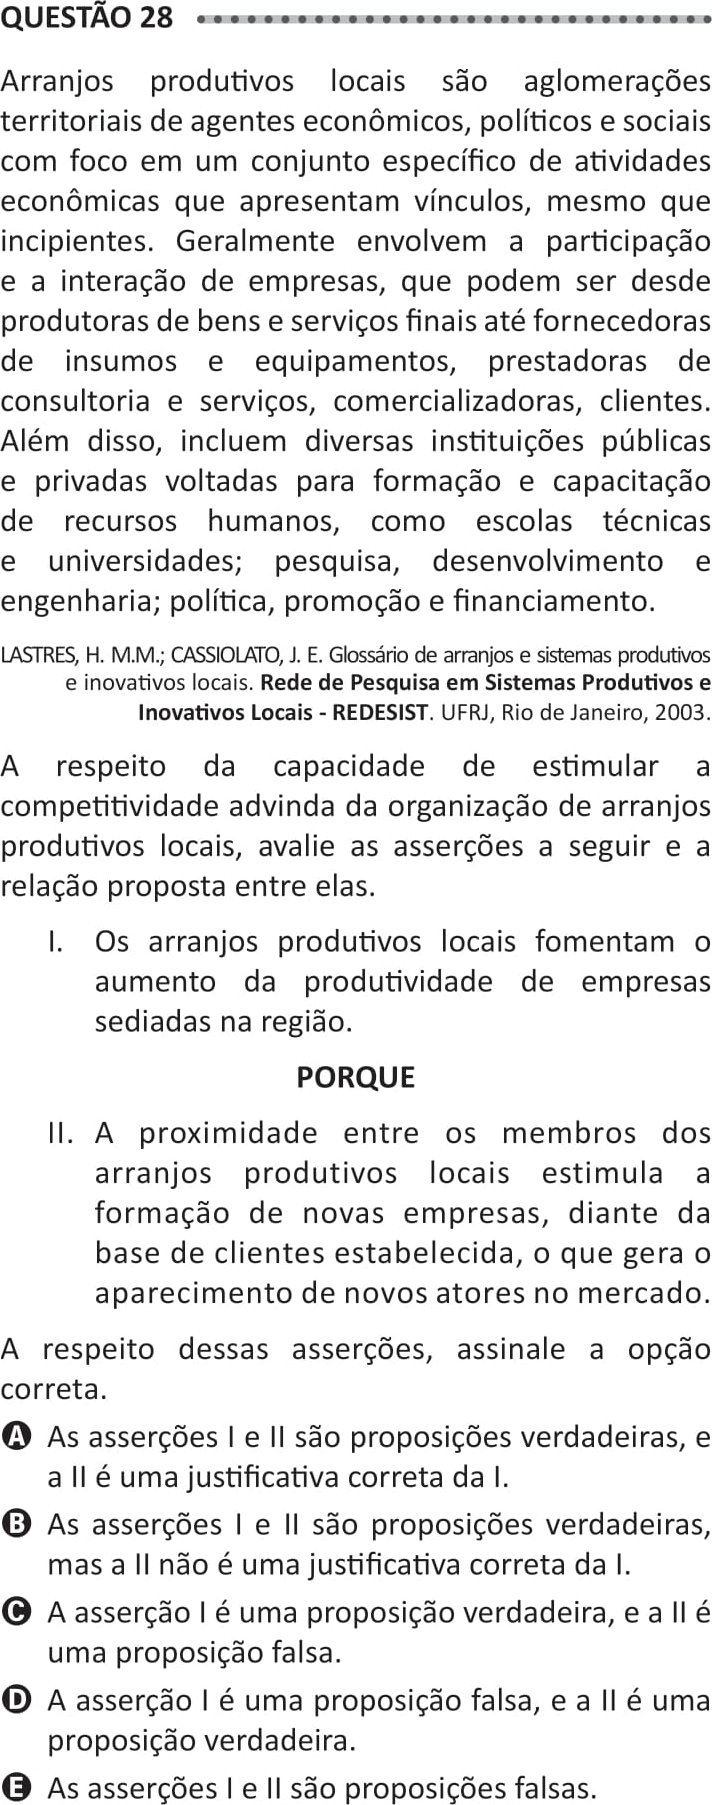 QUESTÃO 28
Arranjos produtivos locais são aglomerações
territoriais de agentes econômicos, políticos e sociais
com foco em um conjunto específico de atividades
econômicas que apresentam vínculos, mesmo que
incipientes. Geralmente envolvem a participação
e a interação de empresas, que podem ser desde
produtoras de bens e serviços finais até fornecedoras
de insumos e equipamentos, prestadoras de
consultoria e serviços, comercializadoras, clientes.
Além disso, incluem diversas instituições públicas
e privadas voltadas para formação e capacitação
de recursos humanos, como escolas técnicas
e universidades; pesquisa, desenvolvimento e
engenharia; política, promoção e financiamento.
LASTRES, H. M.M.; CASSIOLATO, J. E. Glossário de arranjos e sistemas produtivos
e inovativos locais. Rede de Pesquisa em Sistemas Produtivos e
Inovativos Locais - REDESIST. UFRJ, Rio de Janeiro, 2003.
A respeito da capacidade de estimular a
competitividade advinda da organização de arranjos
produtivos locais, avalie as asserções a seguir e a
relação proposta entre elas.
I. Os arranjos produtivos locais fomentam o
aumento da produtividade de empresas
sediadas na região.
PORQUE
II. A proximidade entre os membros dos
arranjos produtivos locais estimula a
formação de novas empresas, diante da
base de clientes estabelecida, o que gera o
aparecimento de novos atores no mercado.
A respeito dessas asserções, assinale a opção
correta.
A As asserções I e II são proposições verdadeiras, e
a II é uma justificativa correta da I.
B As asserções I e II são proposições verdadeiras,
mas a II não é uma justificativa correta da I.
C A asserção I é uma proposição verdadeira, e a II é
uma proposição falsa.
D A asserção I é uma proposição falsa, e a II é uma
proposição verdadeira.
E As asserções I e II são proposições falsas.